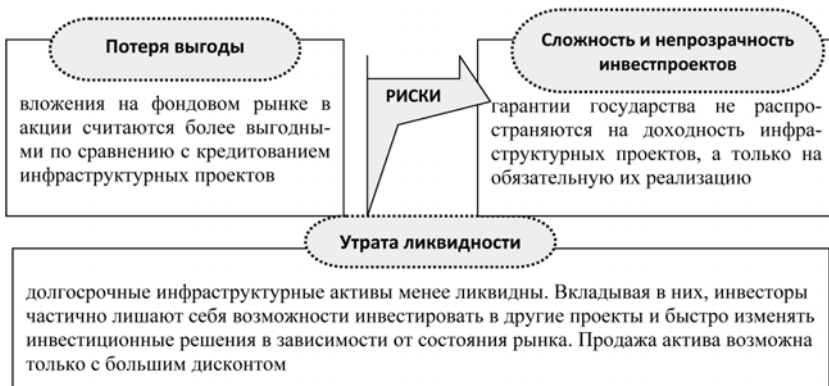 Потеря выгоды
вложения на фондовом рынке в
акции считаются более выгодны-
ми по сравнению с кредитованием
инфраструктурных проектов
РИСКИ
Сложность и непрозрачность
инвестпроектов
гарантии государства не распро-
страняются на доходность инфра-
структурных проектов, а только на
обязательную их реализацию
Утрата ликвидности
долгосрочные инфраструктурные активы менее ликвидны. Вкладывая в них, инвесторы
частично лишают себя возможности инвестировать в другие проекты и быстро изменять
инвестиционные решения в зависимости от состояния рынка. Продажа актива возможна
только с большим дисконтом